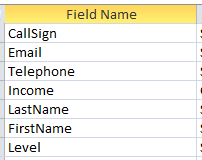 Field Name
CallSign
Email
Telephone
Income
LastName
FirstName
Level